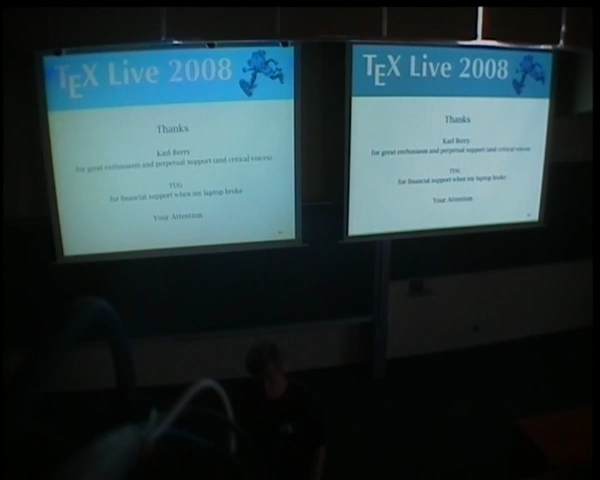 TEX Live 2008
Thanks
Karl Berry
for great enthusiasm and perpetual support (and critical voices)
TUG
for financial support when my laptop broke
Your Attention
TEX Live 2008
Thanks
Karl Berry
for great enthusiasm and perpetual support (and critical voices)
TUG
for financial support when my laptop broke
Your Attention